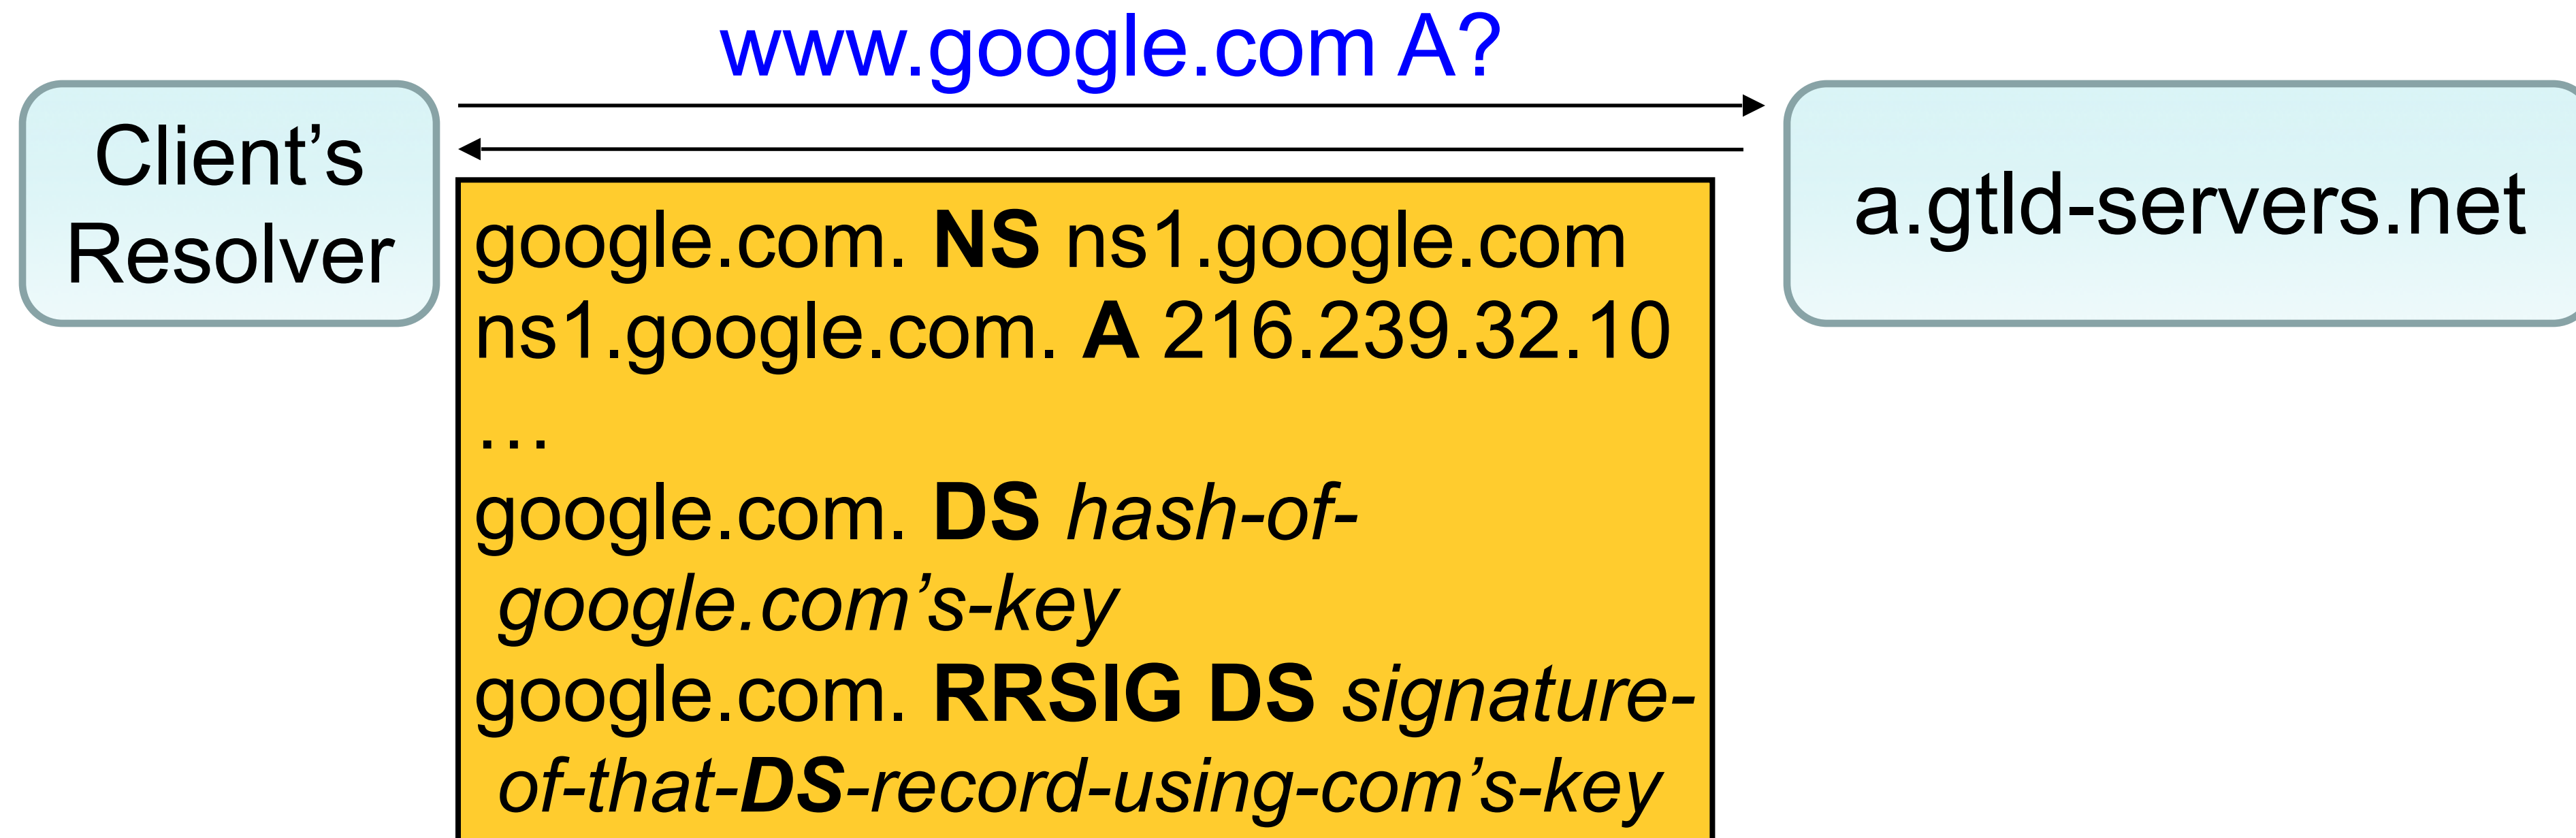 www.google.com A?
Client’s
Resolver
a.gtld-servers.net
google.com. NS ns1.google.com
ns1.google.com. A 216.239.32.10
…
google.com. DS hash-of-
google.com’s-key
google.com. RRSIG DS signature-
of-that-DS-record-using-com’s-key